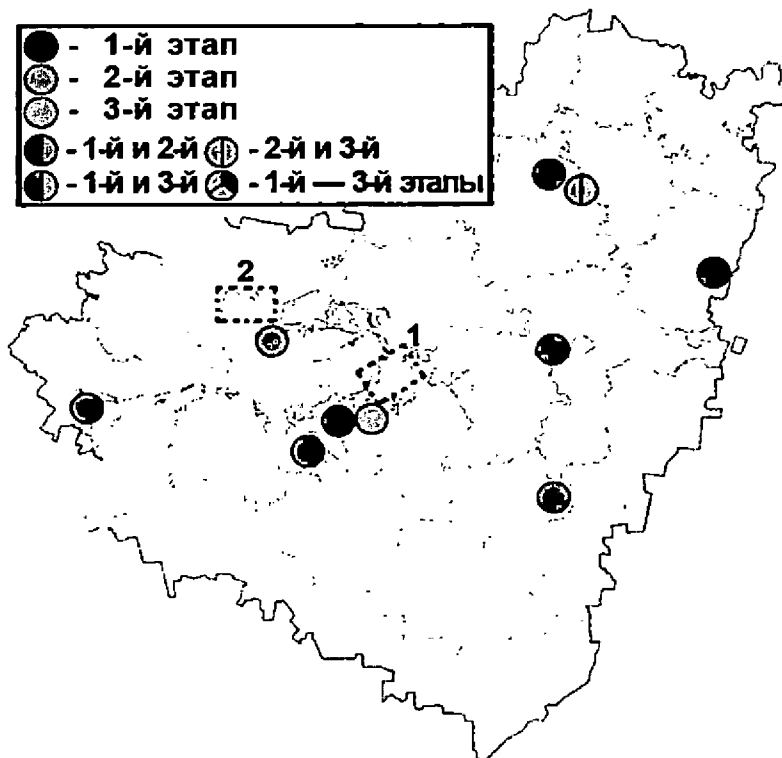 - 1-й этап
- 2-й этап
- 3-й этап
- 1-й и 2-й - 2-й и 3-й
- 1-й и 3-й - 1-й — 3-й этапы
2
1